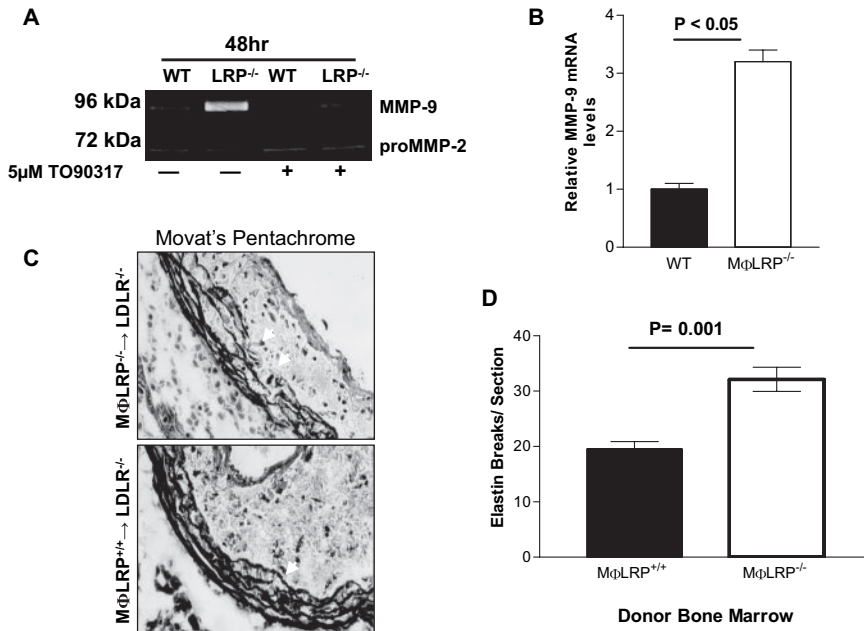 A
48hr
WT LRP-/- WT LRP-/-
96 kDa
MMP-9
72 kDa
proMMP-2
5µM TO90317 — — + +
B
P < 0.05
Relative MMP-9 mRNA
levels
4
3
2
1
0
WT MΦLRP-/-
C
Movat's Pentachrome
MΦLRP-/-→ LDLR-/-
MΦLRP+/+→ LDLR-/-
D
P= 0.001
Elastin Breaks/ Section
40
30
20
10
0
MΦLRP+/+ MΦLRP-/-
Donor Bone Marrow